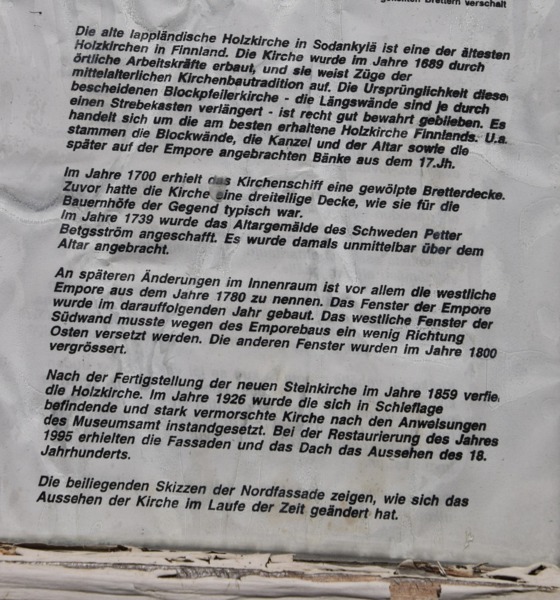 Brettern verschalt
Die alte lappländische Holzkirche in Sodankylä ist eine der ältesten
Holzkirchen in Finnland. Die Kirche wurde im Jahre 1689 durch
örtliche Arbeitskräfte erbaut, und sie weist Züge der
mittelalterlichen Kirchenbautradition auf. Die Ursprünglichkeit diese
bescheidenen Blockpfeilerkirche - die Längswände sind je durch
einen Strebekasten verlängert - ist recht gut bewahrt geblieben. Es
handelt sich um die am besten erhaltene Holzkirche Finnlands. U.a.
stammen die Blockwände, die Kanzel und der Altar sowie die
später auf der Empore angebrachten Bänke aus dem 17.Jh.
Im Jahre 1700 erhielt das Kirchenschiff eine gewölpte Bretterdecke.
Zuvor hatte die Kirche eine dreiteilige Decke, wie sie für die
Bauernhöfe der Gegend typisch war.
Im Jahre 1739 wurde das Altargemälde des Schweden Petter
Betgsström angeschafft. Es wurde damals unmittelbar über dem
Altar angebracht.
An späteren Änderungen im Innenraum ist vor allem die westliche
Empore aus dem Jahre 1780 zu nennen. Das Fenster der Empore
wurde im darauffolgenden Jahr gebaut. Das westliche Fenster der
Südwand musste wegen des Emporebaus ein wenig Richtung
Osten versetzt werden. Die anderen Fenster wurden im Jahre 1800
vergrössert.
Nach der Fertigstellung der neuen Steinkirche im Jahre 1859 verfie
die Holzkirche. Im Jahre 1926 wurde die sich in Schieflage
befindende und stark vermorschte Kirche nach den Anweisungen
des Museumsamt instandgesetzt. Bei der Restaurierung des Jahres
1995 erhielten die Fassaden und das Dach das Aussehen des 18.
Jahrhunderts.
Die beiliegenden Skizzen der Nordfassade zeigen, wie sich das
Aussehen der Kirche im Laufe der Zeit geändert hat.